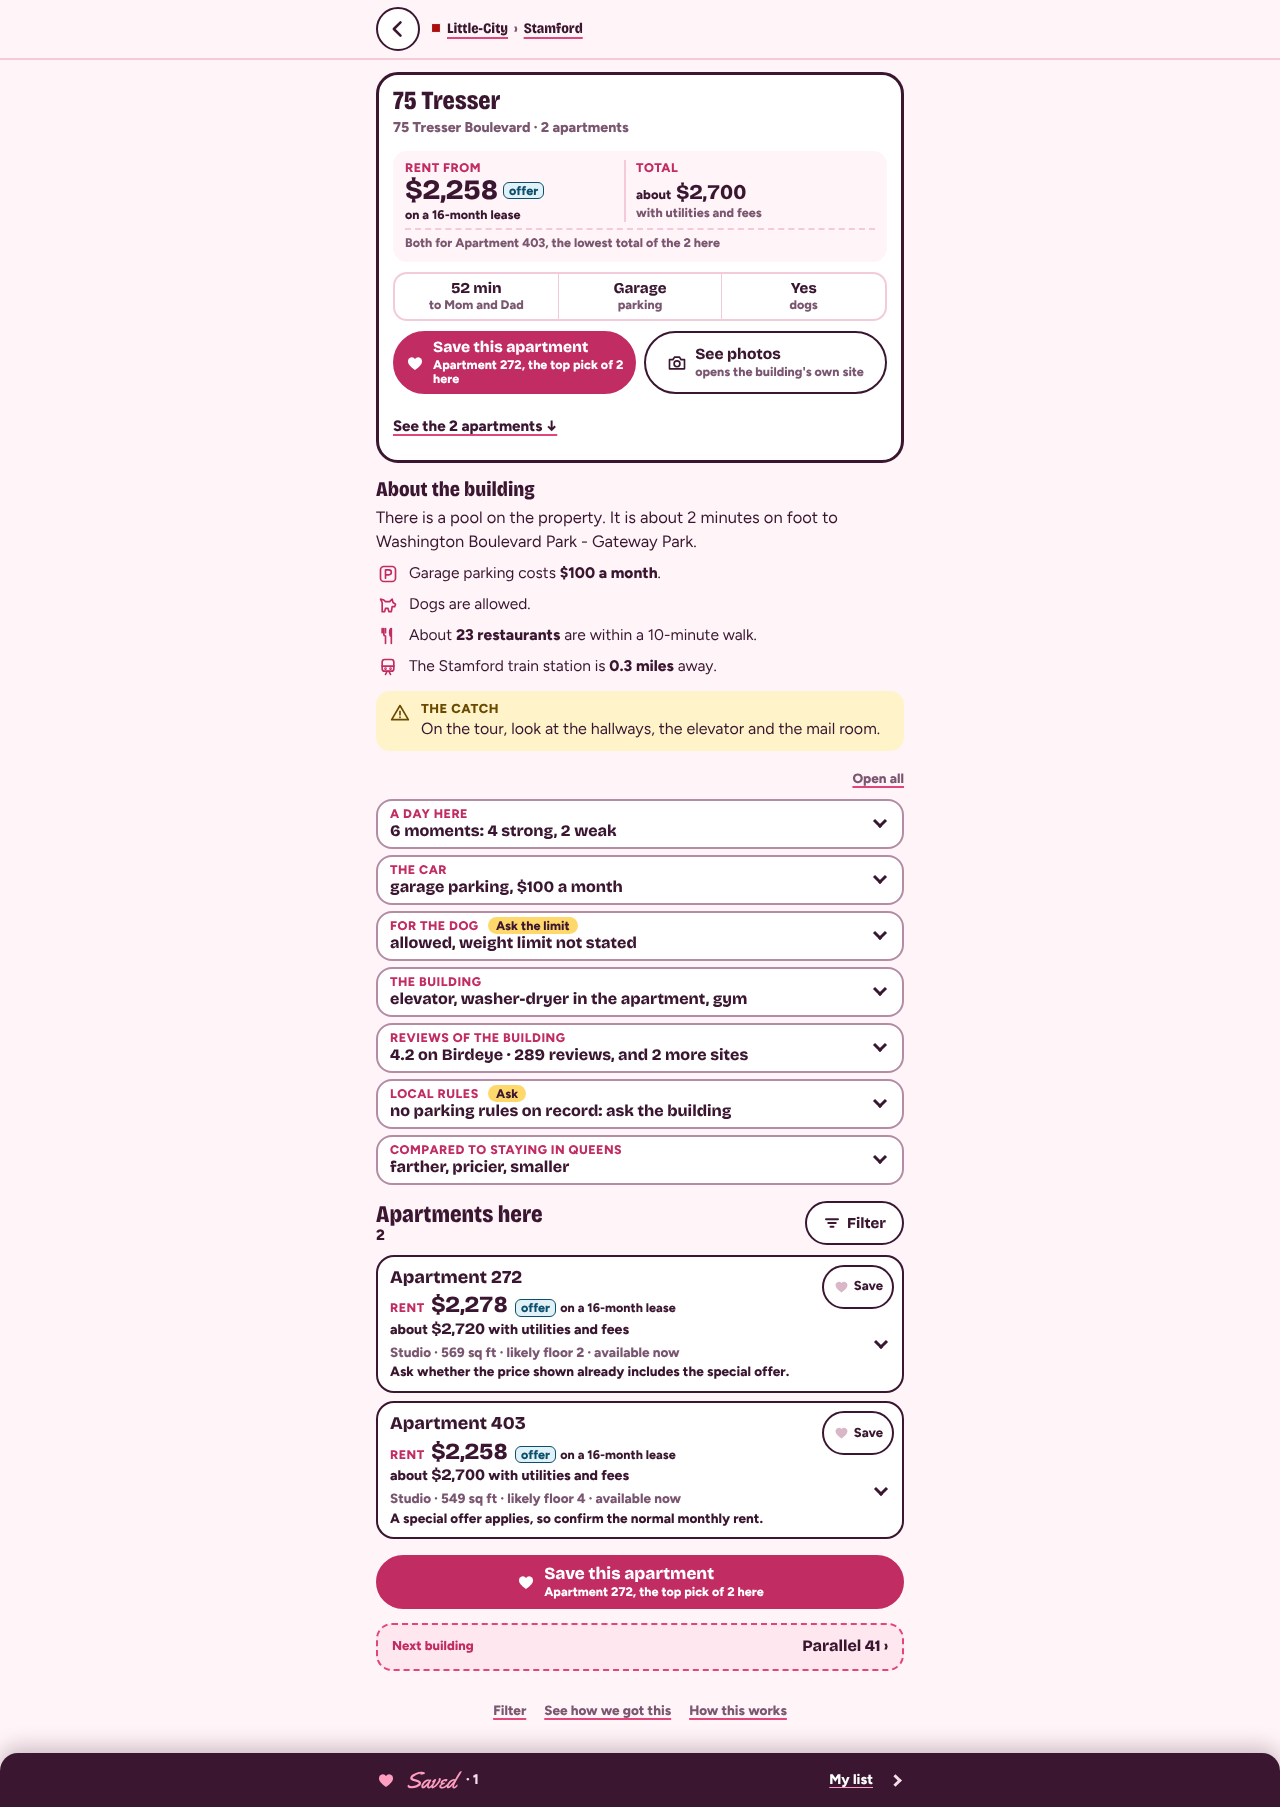 Little-City › Stamford
75 Tresser
75 Tresser Boulevard · 2 apartments
RENT FROM
$2,258 offer
on a 16-month lease
TOTAL
about $2,700
with utilities and fees
Both for Apartment 403, the lowest total of the 2 here
52 min
to Mom and Dad
Garage
parking
Yes
dogs
Save this apartment
Apartment 272, the top pick of 2
here
See photos
opens the building's own site
See the 2 apartments ↓
About the building
There is a pool on the property. It is about 2 minutes on foot to
Washington Boulevard Park - Gateway Park.
Garage parking costs $100 a month.
Dogs are allowed.
About 23 restaurants are within a 10-minute walk.
The Stamford train station is 0.3 miles away.
THE CATCH
On the tour, look at the hallways, the elevator and the mail room.
Open all
A DAY HERE
6 moments: 4 strong, 2 weak
THE CAR
garage parking, $100 a month
FOR THE DOG Ask the limit
allowed, weight limit not stated
THE BUILDING
elevator, washer-dryer in the apartment, gym
REVIEWS OF THE BUILDING
4.2 on Birdeye · 289 reviews, and 2 more sites
LOCAL RULES Ask
no parking rules on record: ask the building
COMPARED TO STAYING IN QUEENS
farther, pricier, smaller
Apartments here
2
Filter
Apartment 272
Save
RENT $2,278 offer on a 16-month lease
about $2,720 with utilities and fees
Studio · 569 sq ft · likely floor 2 · available now
Ask whether the price shown already includes the special offer.
Apartment 403
Save
RENT $2,258 offer on a 16-month lease
about $2,700 with utilities and fees
Studio · 549 sq ft · likely floor 4 · available now
A special offer applies, so confirm the normal monthly rent.
Save this apartment
Apartment 272, the top pick of 2 here
Next building
Parallel 41 ›
Filter See how we got this How this works
Saved · 1
My list